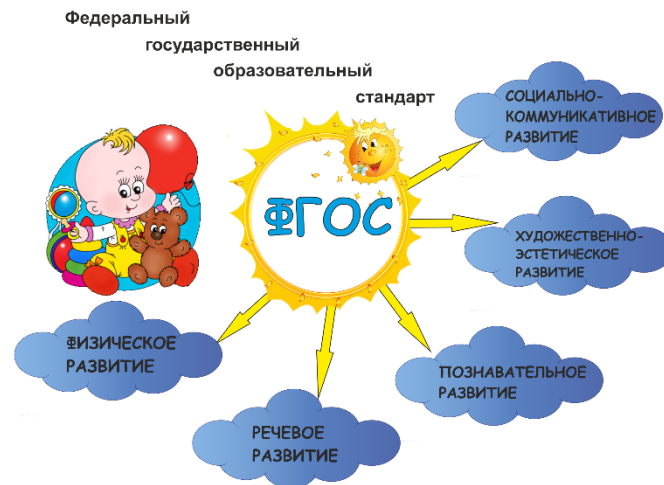 Федеральный
государственный
образовательный
стандарт
ФГОС
СОЦИАЛЬНО-
КОММУНИКАТИВНОЕ
РАЗВИТИЕ
ХУДОЖЕСТВЕННО-
ЭСТЕТИЧЕСКОЕ
РАЗВИТИЕ
ПОЗНАВАТЕЛЬНОЕ
РАЗВИТИЕ
РЕЧЕВОЕ
РАЗВИТИЕ
ФИЗИЧЕСКОЕ
РАЗВИТИЕ